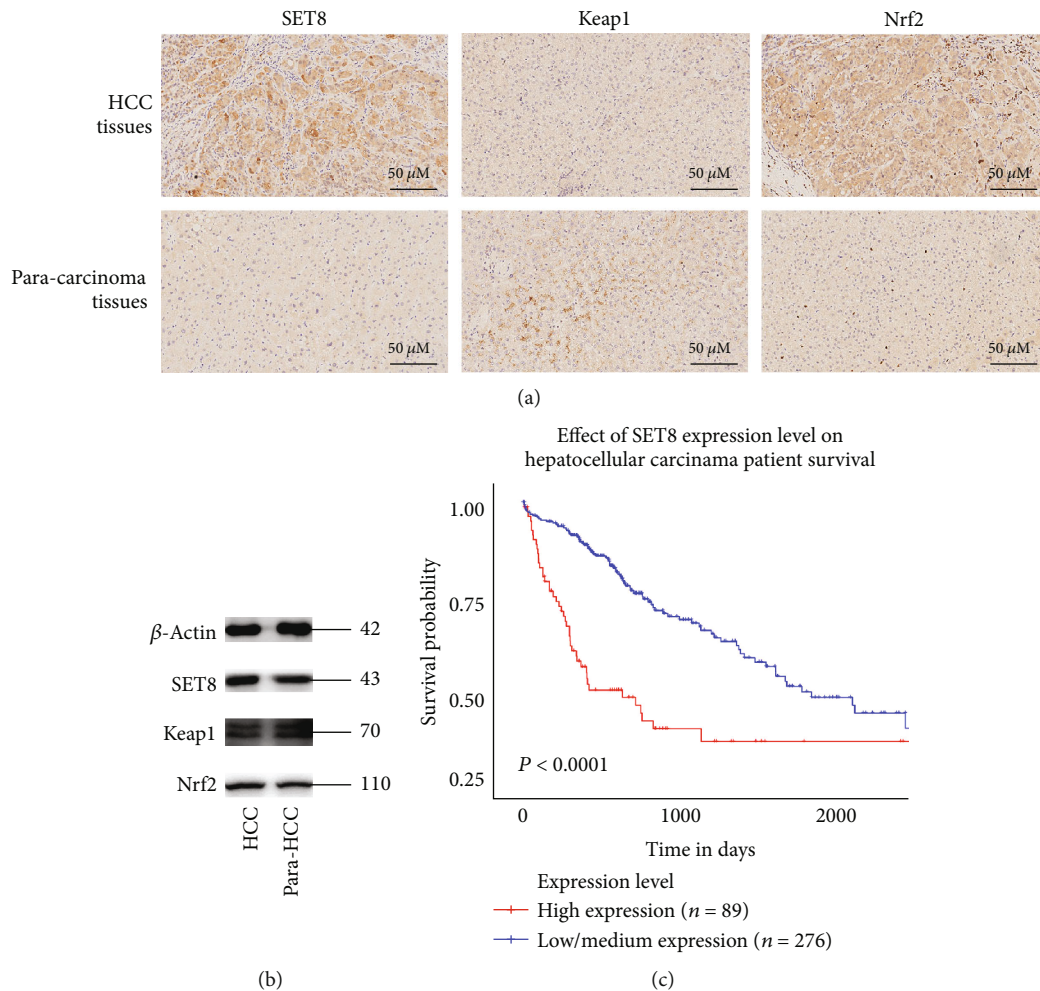 SET8
Keap1
Nrf2
HCC
tissues
50 µM
50 µM
50 µM
Para-carcinoma
tissues
50 µM
50 µM
50 µM
(a)
β-Actin
42
SET8
43
Keap1
70
Nrf2
110
HCC
Para-HCC
(b)
Effect of SET8 expression level on
hepatocellular carcinoma patient survival
Survival probability
1.00
0.75
0.50
0.25
P < 0.0001
0
1000
2000
Time in days
Expression level
High expression (n = 89)
Low/medium expression (n = 276)
(c)